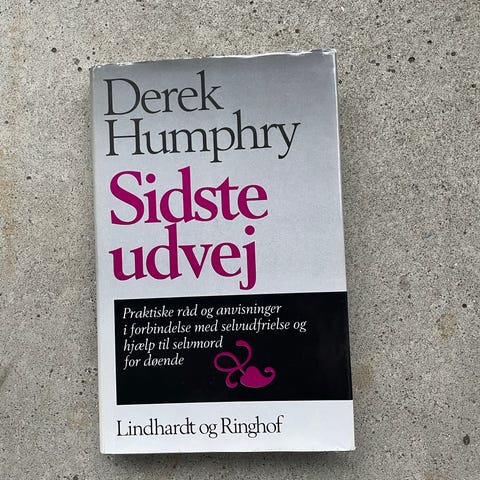 Derek
Humphry
Sidste
udvej
Praktiske råd og anvisninger
i forbindelse med selvudfrielse og
hjælp til selvmord
for døende
Lindhardt og Ringhof